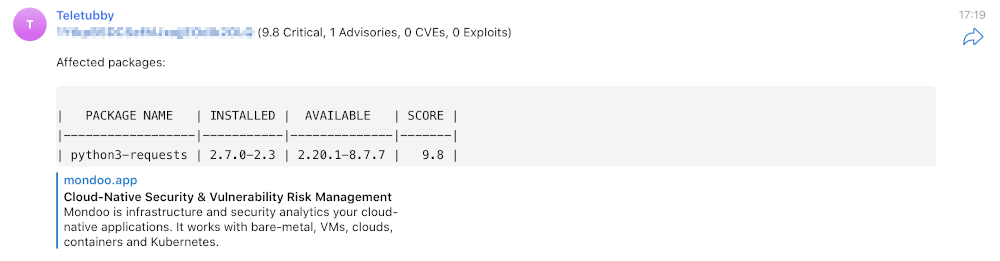 T
Teletubby
17:19
(9.8 Critical, 1 Advisories, 0 CVEs, 0 Exploits)
Affected packages:
| PACKAGE NAME | INSTALLED | AVAILABLE | SCORE |
|------------------|-----------|--------------|-------|
| python3-requests | 2.7.0-2.3 | 2.20.1-8.7.7 | 9.8 |
mondoo.app
Cloud-Native Security & Vulnerability Risk Management
Mondoo is infrastructure and security analytics your cloud-
native applications. It works with bare-metal, VMs, clouds,
containers and Kubernetes.